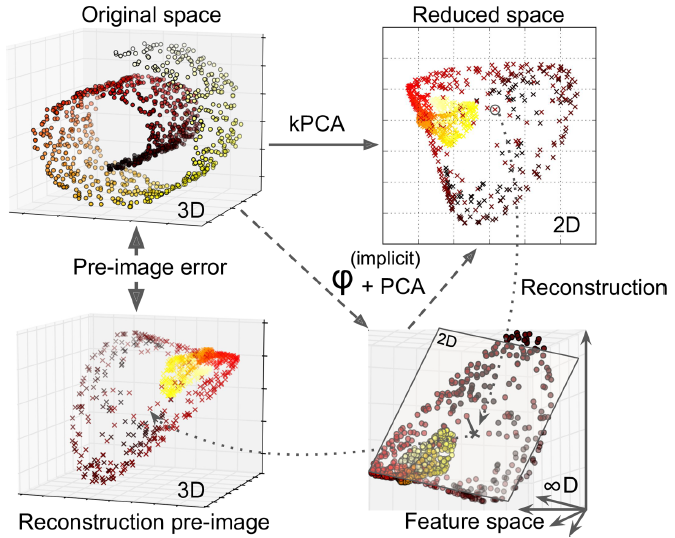 Original space
Reduced space
kPCA
3D
2D
Pre-image error
(implicit)
φ + PCA
Reconstruction
2D
3D
∞D
Reconstruction pre-image
Feature space